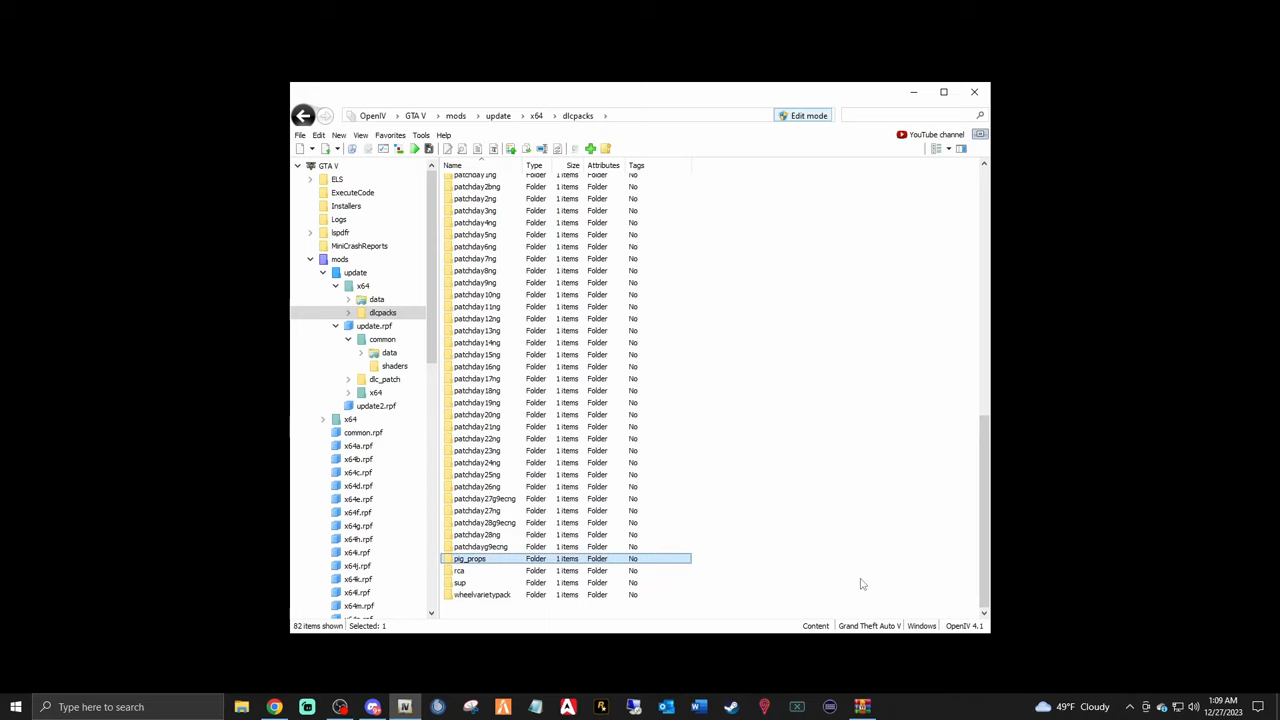 OpenIV GTA V mods update x64 dlcpacks Edit mode
File Edit New View Favorites Tools Help YouTube channel
GTA V
ELS
ExecuteCode
Installers
Logs
lspdfr
MiniCrashReports
mods
update
x64
data
dlcpacks
update.rpf
common
data
shaders
dlc_patch
x64
update2.rpf
x64
common.rpf
x64a.rpf
x64b.rpf
x64c.rpf
x64d.rpf
x64e.rpf
x64f.rpf
x64g.rpf
x64h.rpf
x64i.rpf
x64j.rpf
x64k.rpf
x64l.rpf
x64m.rpf
Name Type Size Attributes Tags
patchday1ng Folder 1 items Folder No
patchday2bng Folder 1 items Folder No
patchday2ng Folder 1 items Folder No
patchday3ng Folder 1 items Folder No
patchday4ng Folder 1 items Folder No
patchday5ng Folder 1 items Folder No
patchday6ng Folder 1 items Folder No
patchday7ng Folder 1 items Folder No
patchday8ng Folder 1 items Folder No
patchday9ng Folder 1 items Folder No
patchday10ng Folder 1 items Folder No
patchday11ng Folder 1 items Folder No
patchday12ng Folder 1 items Folder No
patchday13ng Folder 1 items Folder No
patchday14ng Folder 1 items Folder No
patchday15ng Folder 1 items Folder No
patchday16ng Folder 1 items Folder No
patchday17ng Folder 1 items Folder No
patchday18ng Folder 1 items Folder No
patchday19ng Folder 1 items Folder No
patchday20ng Folder 1 items Folder No
patchday21ng Folder 1 items Folder No
patchday22ng Folder 1 items Folder No
patchday23ng Folder 1 items Folder No
patchday24ng Folder 1 items Folder No
patchday25ng Folder 1 items Folder No
patchday26ng Folder 1 items Folder No
patchday27g9ecng Folder 1 items Folder No
patchday27ng Folder 1 items Folder No
patchday28g9ecng Folder 1 items Folder No
patchday28ng Folder 1 items Folder No
patchdayg9ecng Folder 1 items Folder No
pig_props Folder 1 items Folder No
rca Folder 1 items Folder No
sup Folder 1 items Folder No
wheelvarietypack Folder 1 items Folder No
82 items shown Selected: 1 Content Grand Theft Auto V Windows OpenIV 4.1
Type here to search 49°F Cloudy 1:09 AM
12/27/2023